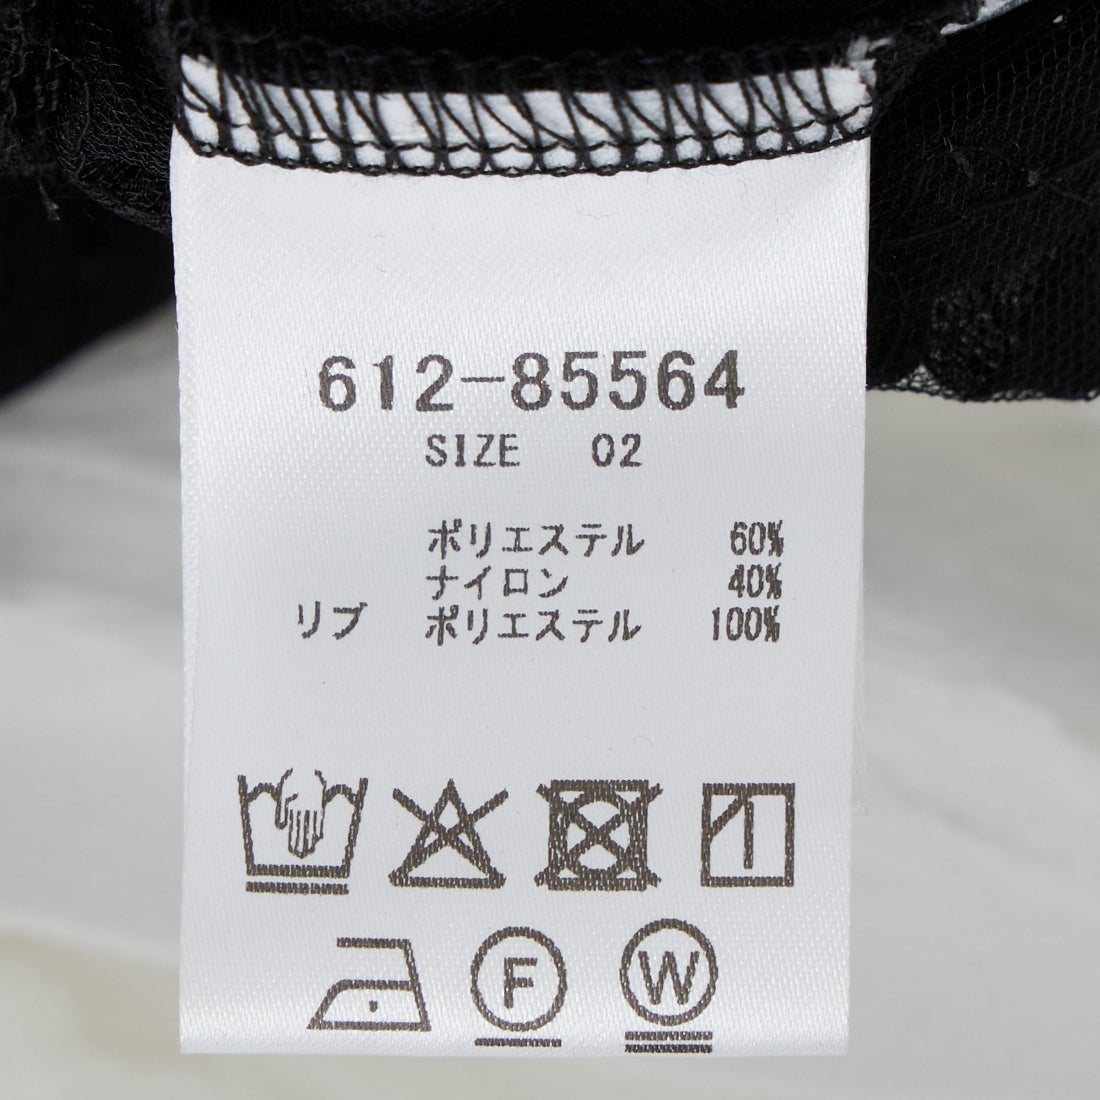 612-85564
SIZE 02
ポリエステル 60%
ナイロン 40%
リブ ポリエステル 100%
F W